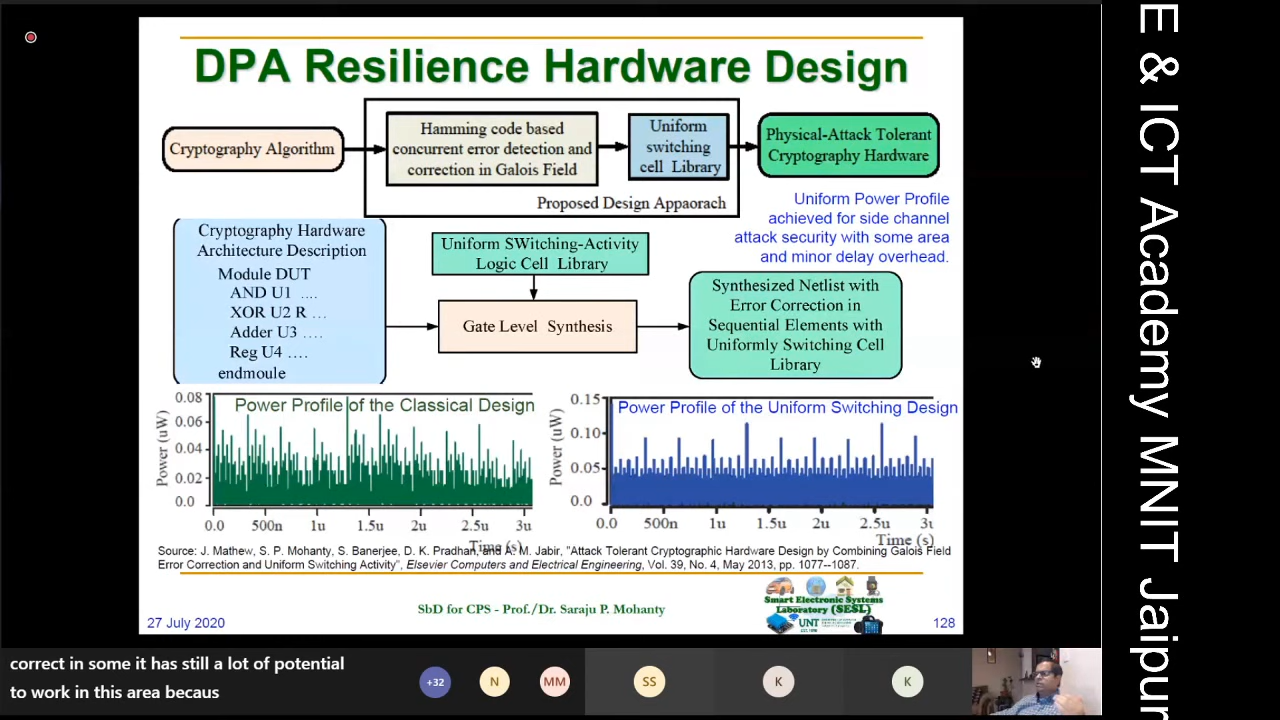 DPA Resilience Hardware Design
Cryptography Algorithm
Hamming code based
concurrent error detection and
correction in Galois Field
Uniform
switching
cell Library
Proposed Design Appaorach
Physical-Attack Tolerant
Cryptography Hardware
Uniform Power Profile
achieved for side channel
attack security with some area
and minor delay overhead.
Cryptography Hardware
Architecture Description
Module DUT
AND U1 ....
XOR U2 R ...
Adder U3 ....
Reg U4 ....
endmoule
Uniform SWitching-Activity
Logic Cell Library
Gate Level Synthesis
Synthesized Netlist with
Error Correction in
Sequential Elements with
Uniformly Switching Cell
Library
Power Profile of the Classical Design
Power (uW)
0.08
0.06
0.04
0.02
0.0
0.0 500n 1u 1.5u 2u 2.5u 3u
Time (s)
Power Profile of the Uniform Switching Design
Power (uW)
0.15
0.10
0.05
0.0
0.0 500n 1u 1.5u 2u 2.5u 3u
Time (s)
Source: J. Mathew, S. P. Mohanty, S. Banerjee, D. K. Pradhan, and A. M. Jabir, "Attack Tolerant Cryptographic Hardware Design by Combining Galois Field
Error Correction and Uniform Switching Activity", Elsevier Computers and Electrical Engineering, Vol. 39, No. 4, May 2013, pp. 1077--1087.
27 July 2020
SbD for CPS - Prof./Dr. Saraju P. Mohanty
Smart Electronic Systems
Laboratory (SESL)
UNT
128
correct in some it has still a lot of potential
to work in this area becaus
+32
N
MM
SS
K
K
E & ICT Academy MNIT Jaipur